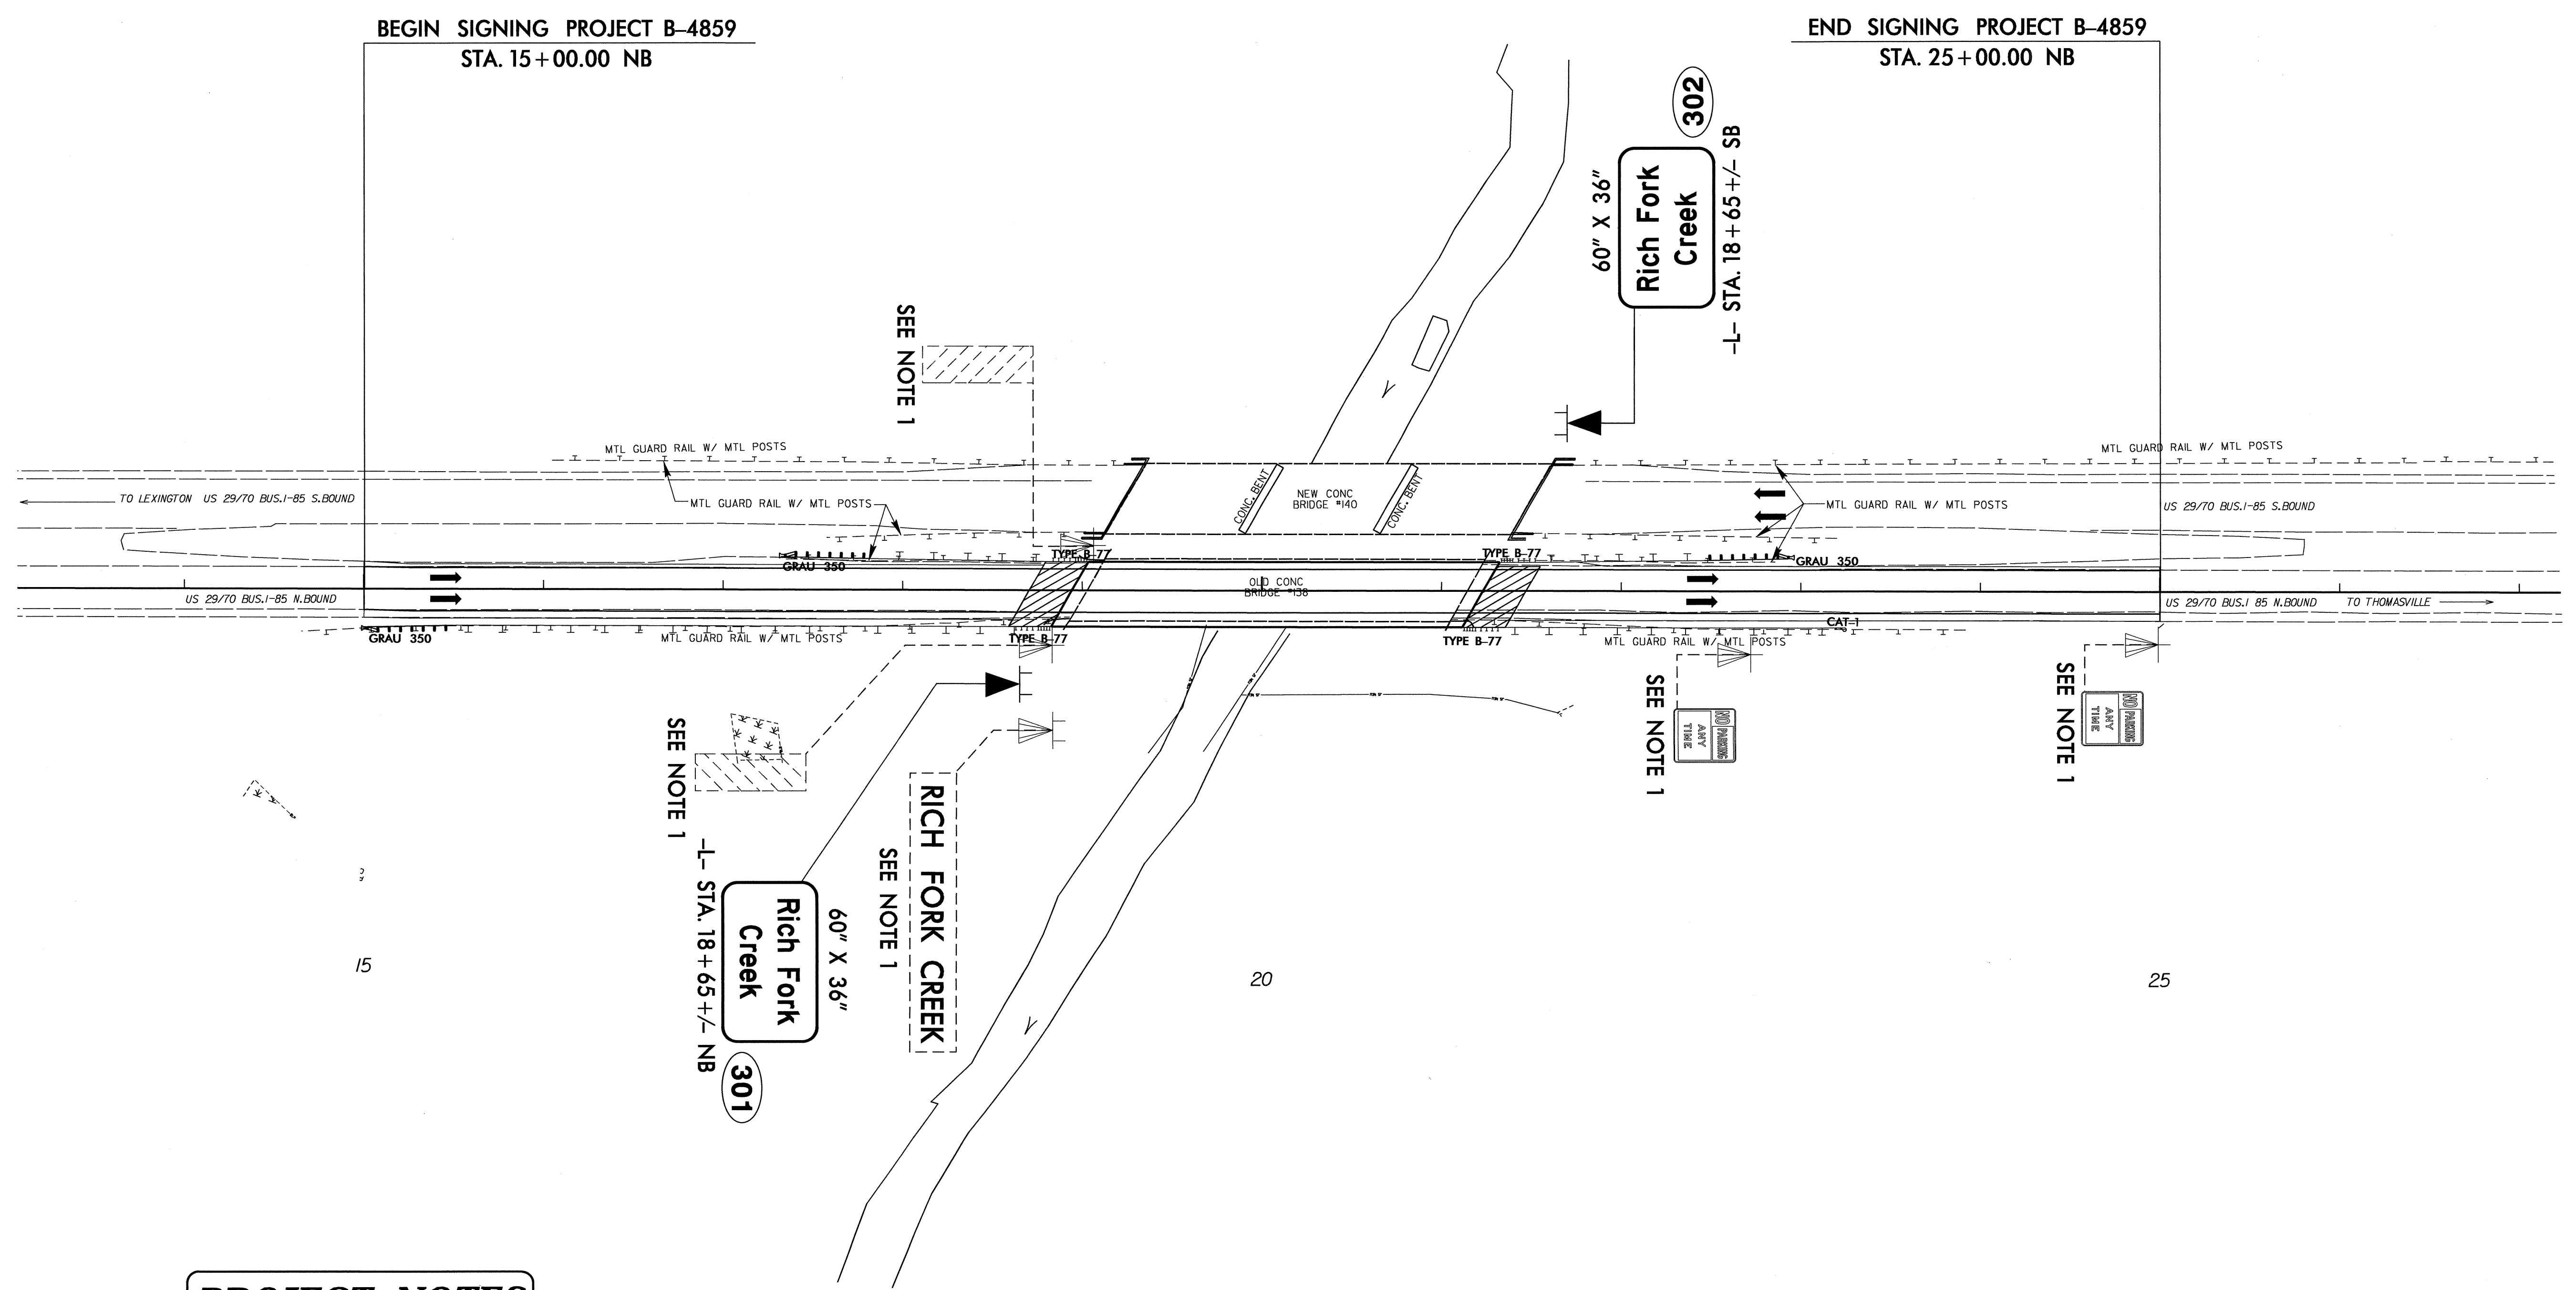 BEGIN SIGNING PROJECT B-4859
STA. 15+00.00 NB
END SIGNING PROJECT B-4859
STA. 25+00.00 NB
302
60" X 36"
Rich Fork
Creek
-L- STA. 18+65+/- SB
SEE NOTE 1
MTL GUARD RAIL W/ MTL POSTS
MTL GUARD RAIL W/ MTL POSTS
TO LEXINGTON US 29/70 BUS.I-85 S.BOUND
MTL GUARD RAIL W/ MTL POSTS
CONC. BENT
NEW CONC
BRIDGE #140
CONC. BENT
MTL GUARD RAIL W/ MTL POSTS
US 29/70 BUS.I-85 S.BOUND
TYPE B-77
TYPE B-77
GRAU 350
GRAU 350
OLD CONC
BRIDGE #138
US 29/70 BUS.I-85 N.BOUND
US 29/70 BUS.I 85 N.BOUND TO THOMASVILLE
GRAU 350
MTL GUARD RAIL W/ MTL POSTS
TYPE B-77
TYPE B-77
MTL GUARD RAIL W/ MTL POSTS
CAT-1
SEE NOTE 1
NO PARKING
ANY
TIME
SEE NOTE 1
NO PARKING
ANY
TIME
SEE NOTE 1
RICH FORK CREEK
SEE NOTE 1
60" X 36"
Rich Fork
Creek
-L- STA. 18+65+/- NB
301
15
20
25
PROJECT NOTES